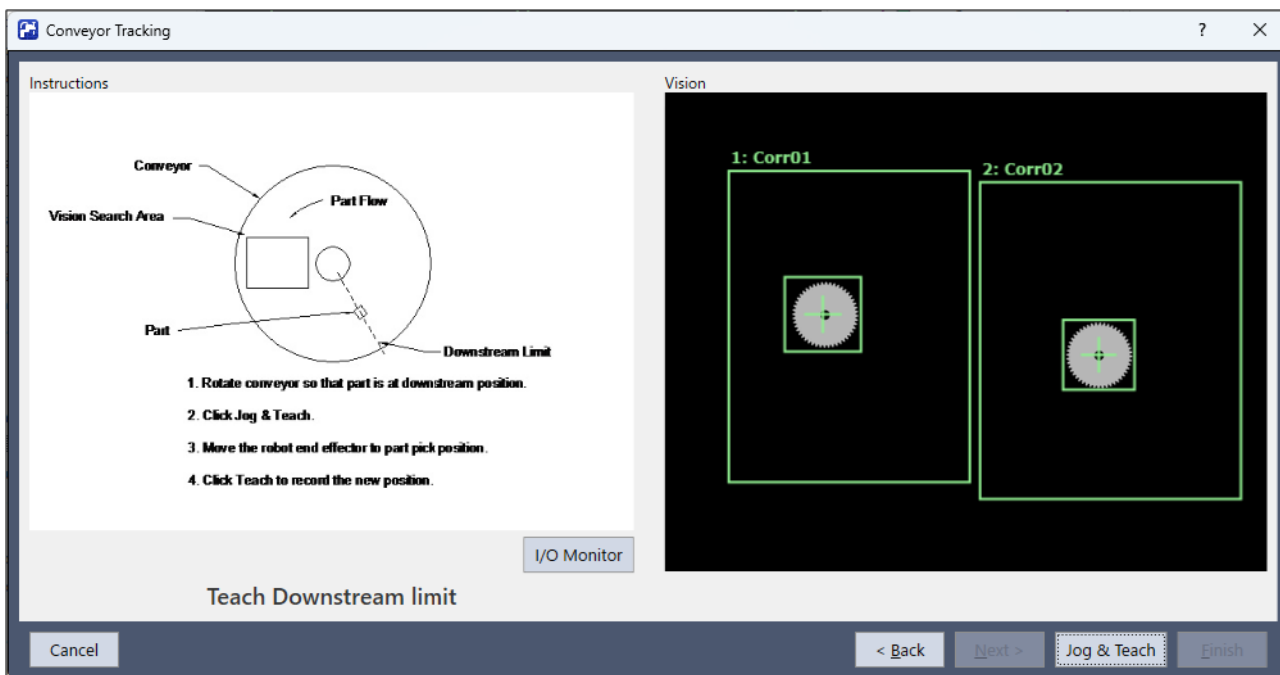 Conveyor Tracking
?
Instructions
Conveyor
Part Flow
Vision Search Area
Part
Downstream Limit
1. Rotate conveyor so that part is at downstream position.
2. Click Jog & Teach.
3. Move the robot end effector to part pick position.
4. Click Teach to record the new position.
I/O Monitor
Teach Downstream limit
Vision
1: Corr01
2: Corr02
Cancel
< Back
Next >
Jog & Teach
Finish